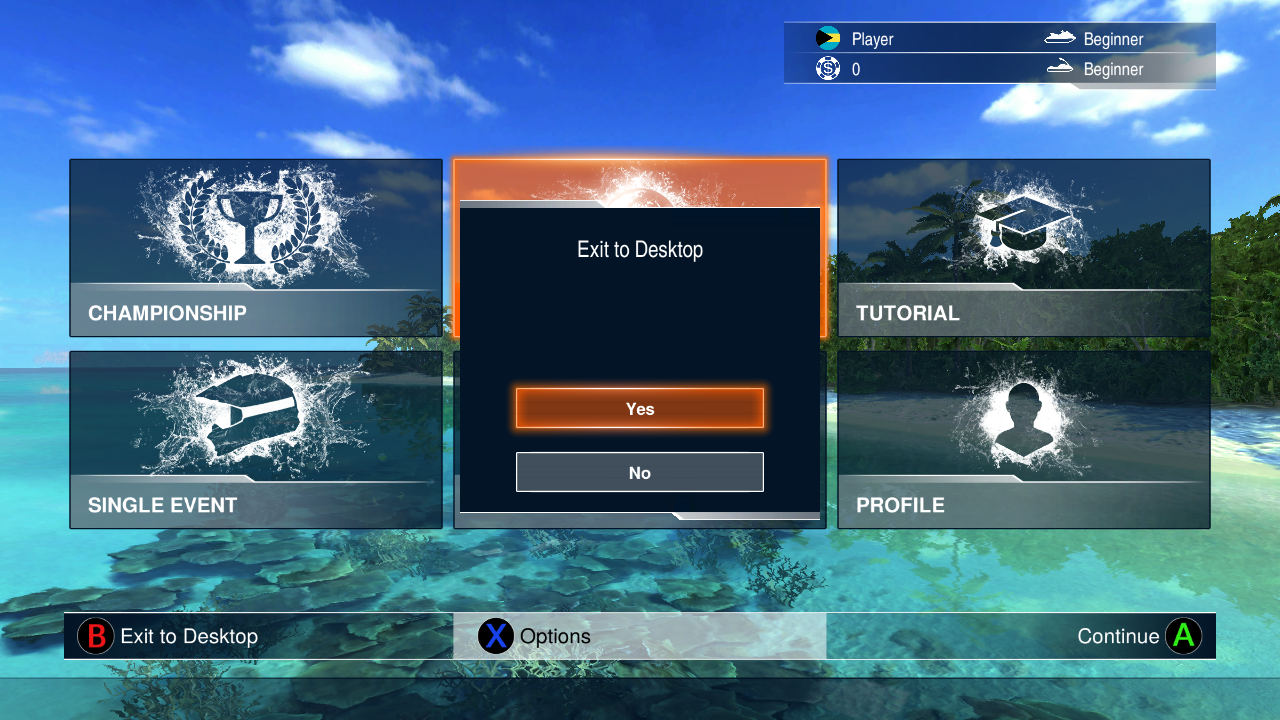 Player
Beginner
0
Beginner
CHAMPIONSHIP
TUTORIAL
Exit to Desktop
Yes
No
SINGLE EVENT
PROFILE
B Exit to Desktop
X Options
Continue A